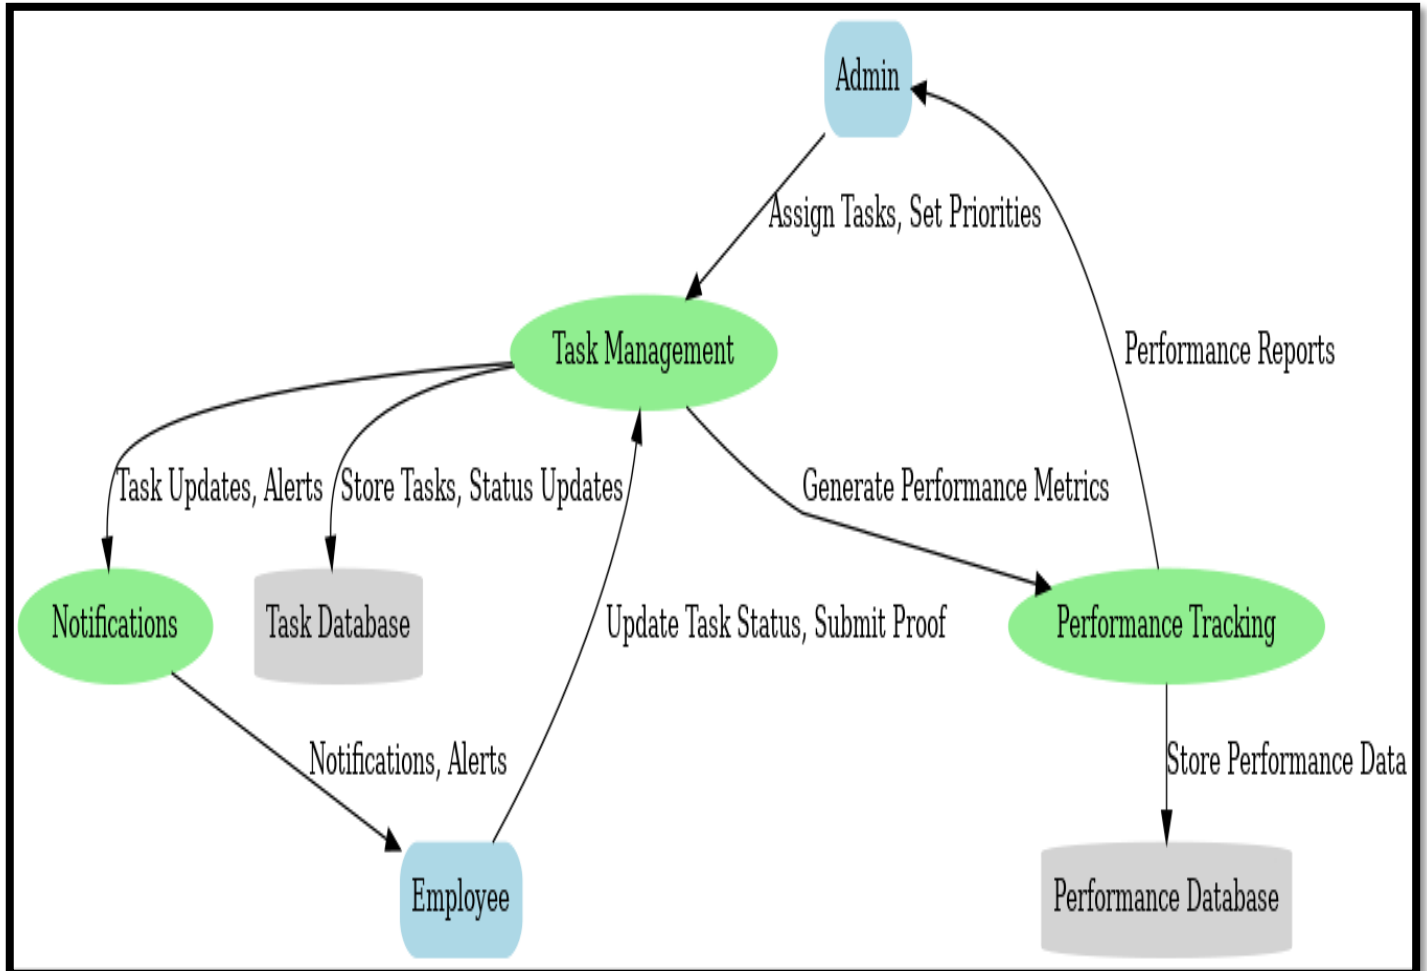 Admin
Assign Tasks, Set Priorities
Task Management
Performance Reports
Task Updates, Alerts
Store Tasks, Status Updates
Generate Performance Metrics
Notifications
Task Database
Update Task Status, Submit Proof
Performance Tracking
Notifications, Alerts
Store Performance Data
Employee
Performance Database